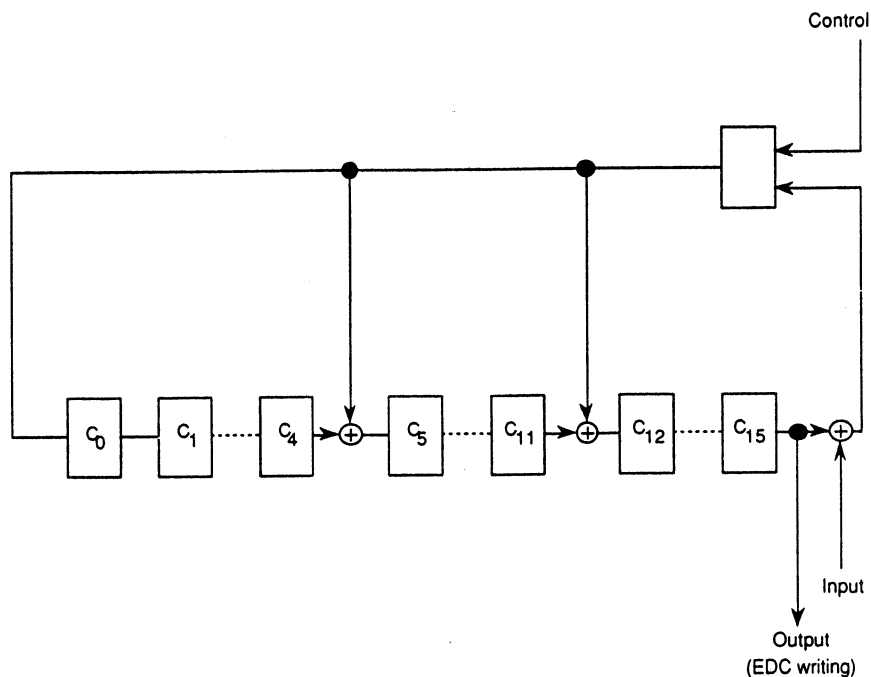 Control
C0 C1 C4 C5 C11 C12 C15
Input
Output
(EDC writing)